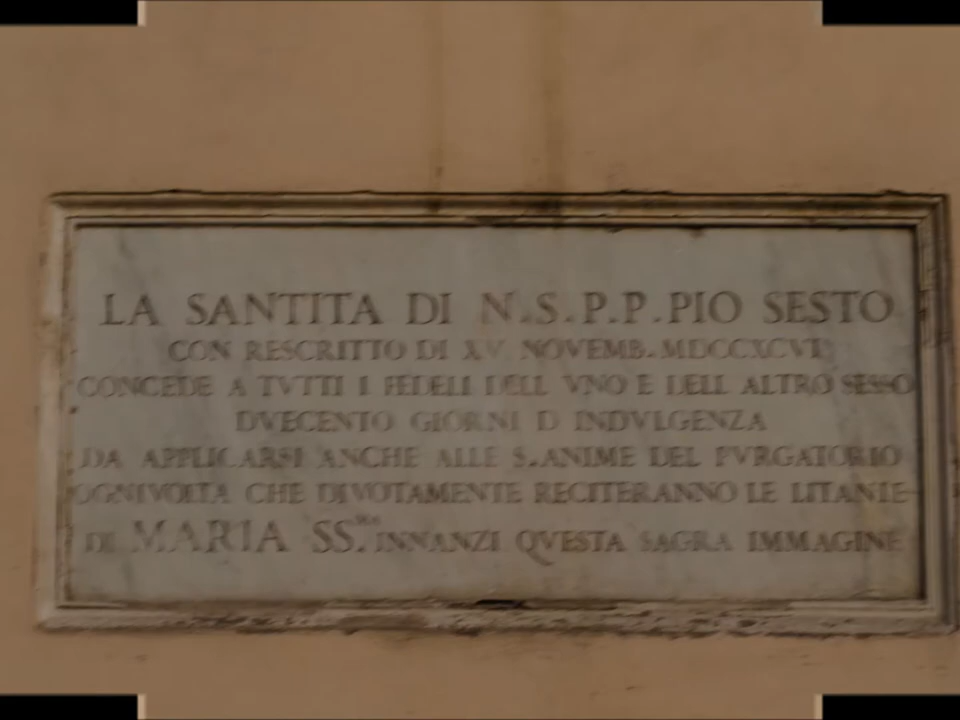 LA SANTITA DI N.S.P.P.PIO SESTO
CON RESCRITTO DI XV NOVEMB.MDCCXCVI
CONCEDE A TVTTI I FEDELI DELL VNO E DELL ALTRO SESSO
DVECENTO GIORNI D INDVLGENZA
DA APPLICARSI ANCHE ALLE S.ANIME DEL PVRGATORIO
OGNIVOLTA CHE DIVOTAMENTE RECITERANNO LE LITANIE
DI MARIA SS.MA INNANZI QVESTA SAGRA IMMAGINE